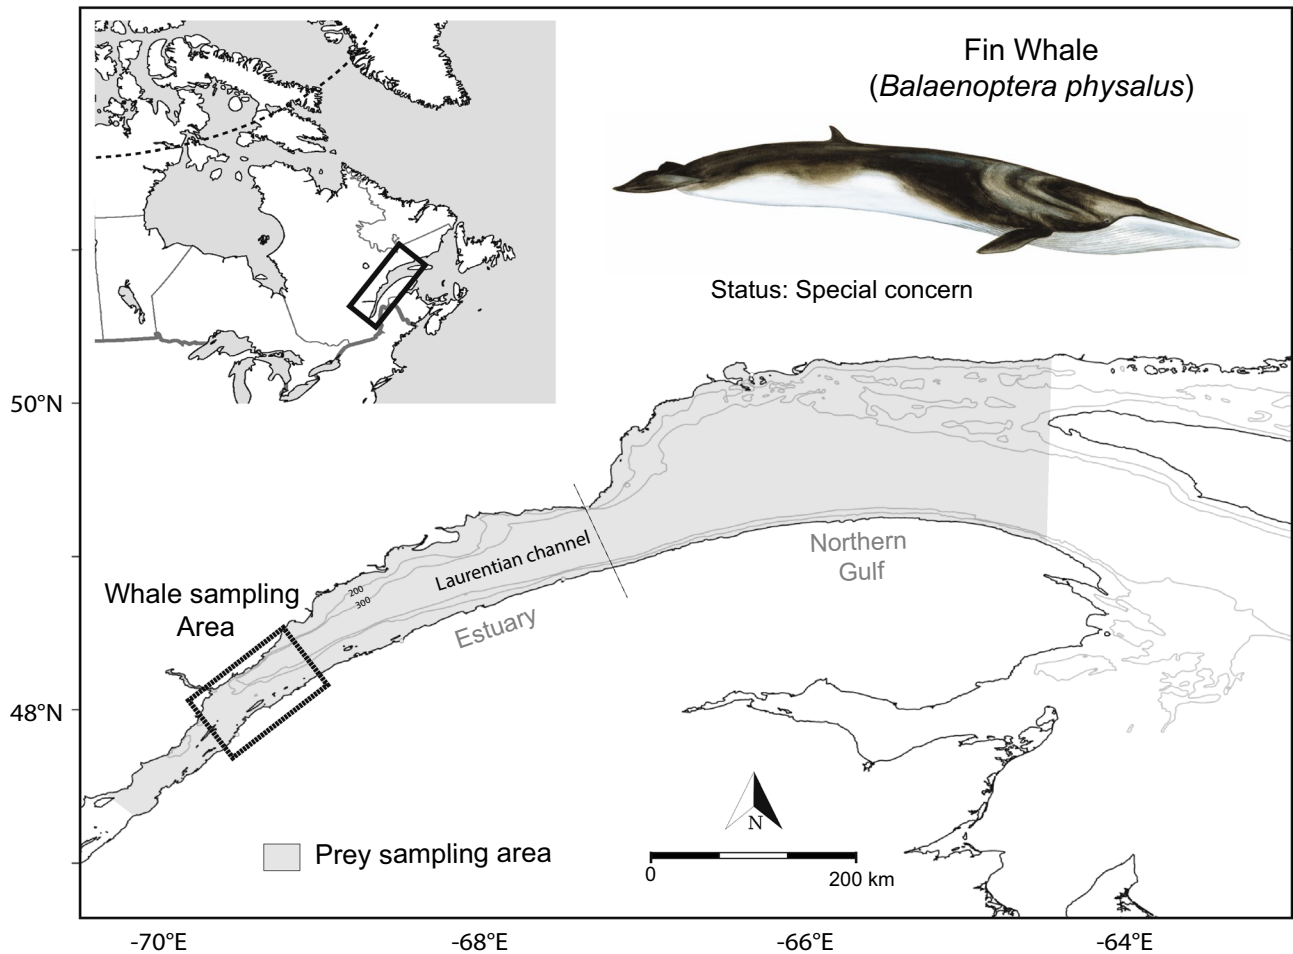 Fin Whale
(Balaenoptera physalus)
Status: Special concern
50°N
48°N
Laurentian channel
200
300
Whale sampling
Area
Estuary
Northern
Gulf
N
Prey sampling area
0
200 km
-70°E
-68°E
-66°E
-64°E